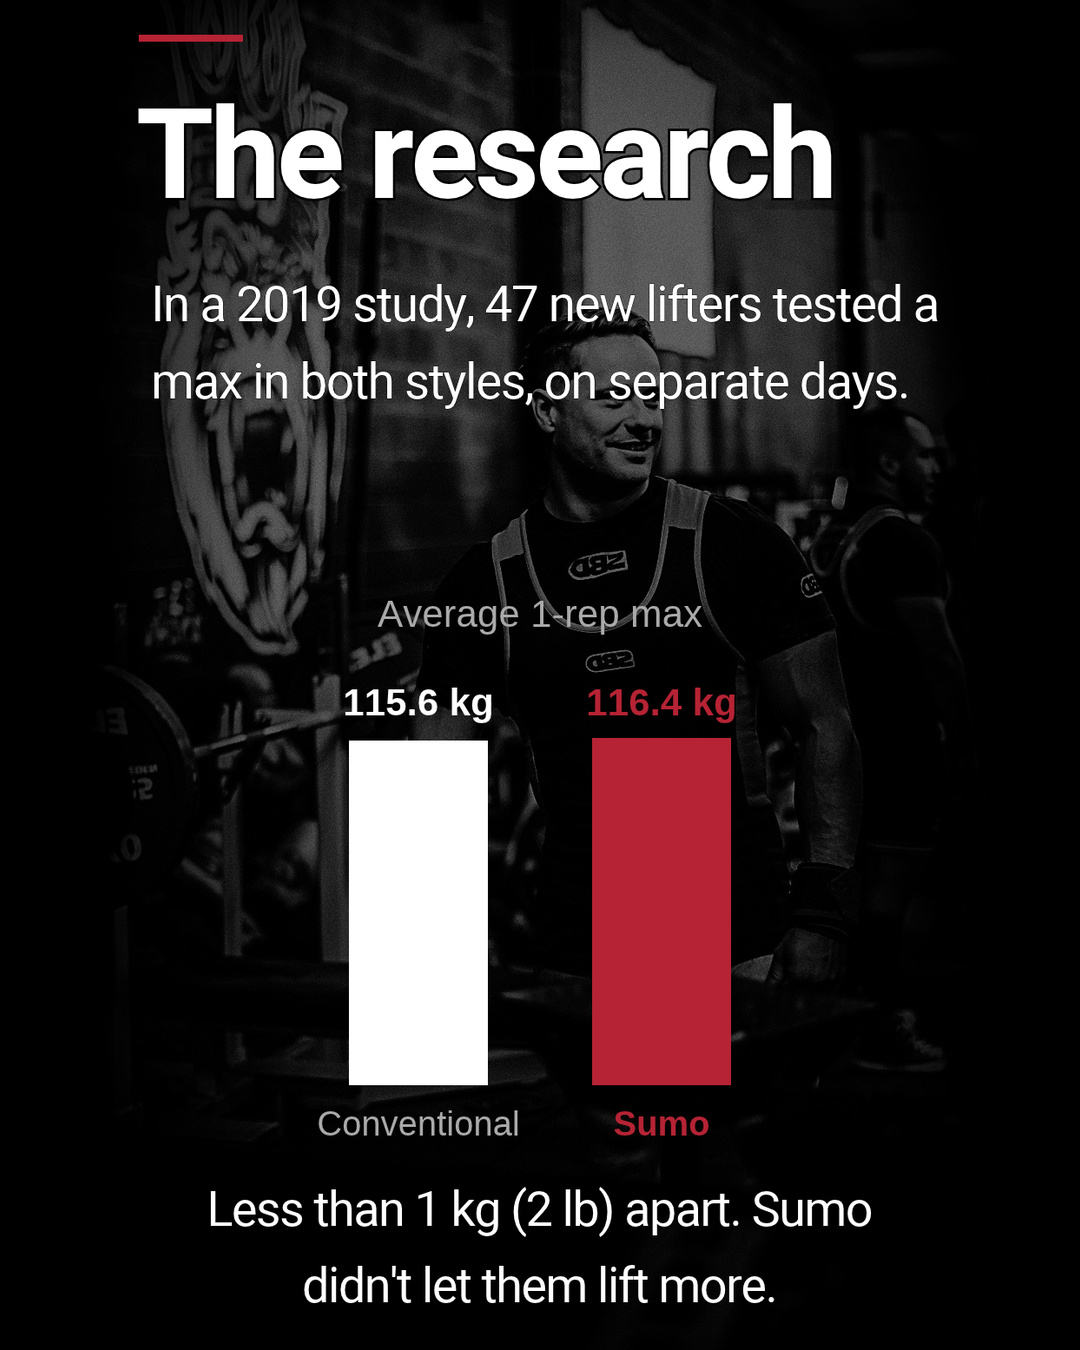 The research
In a 2019 study, 47 new lifters tested a
max in both styles, on separate days.
Average 1-rep max
115.6 kg
116.4 kg
Conventional
Sumo
Less than 1 kg (2 lb) apart. Sumo
didn't let them lift more.